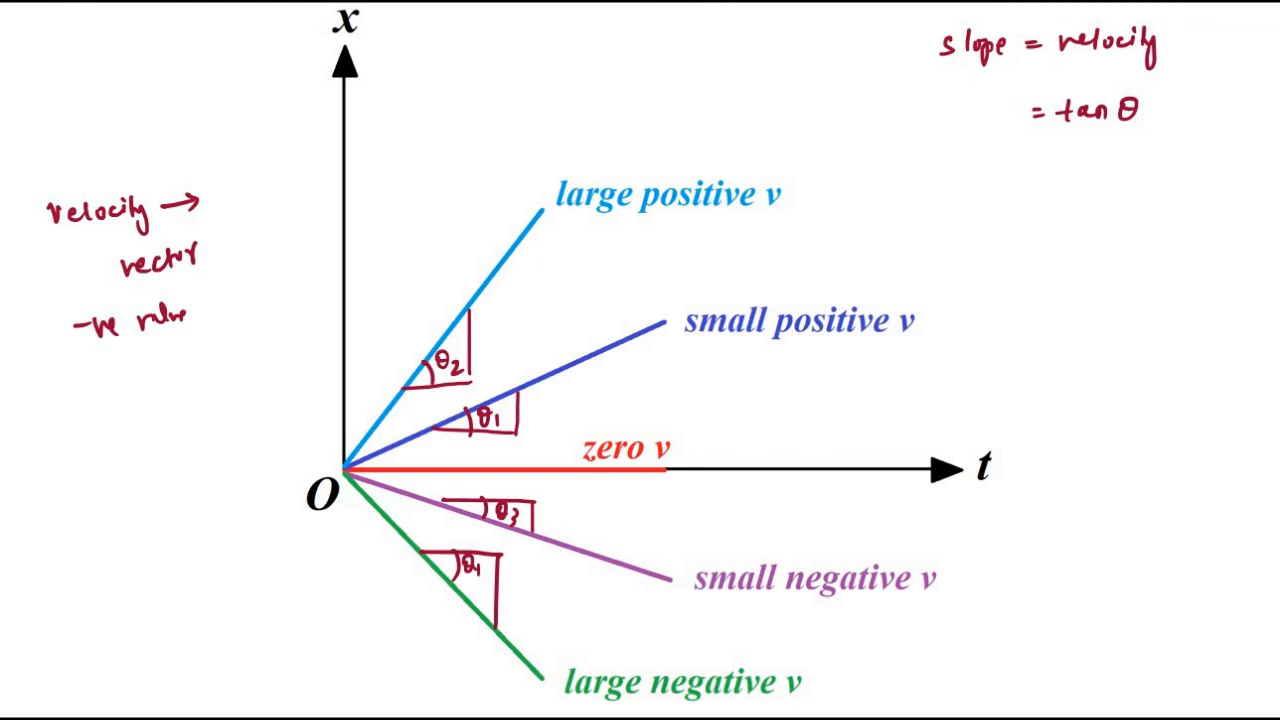 x
slope = velocity
= tan θ
velocity →
vector
-ve value
large positive v
small positive v
θ2
θ1
zero v
t
O
θ3
small negative v
θ4
large negative v